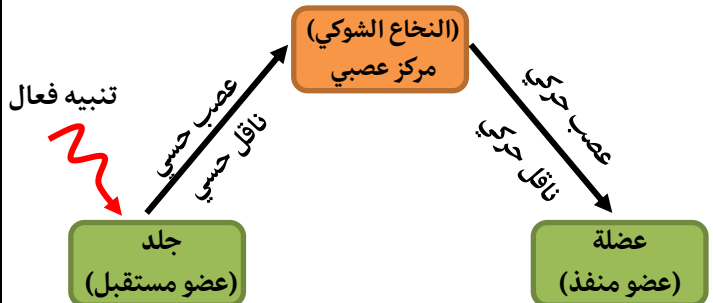 (النخاع الشوكي)
مركز عصبي
تنبيه فعال
عصب حسي
ناقل حسي
عصب حركي
ناقل حركي
جلد
(عضو مستقبل)
عضلة
(عضو منفذ)